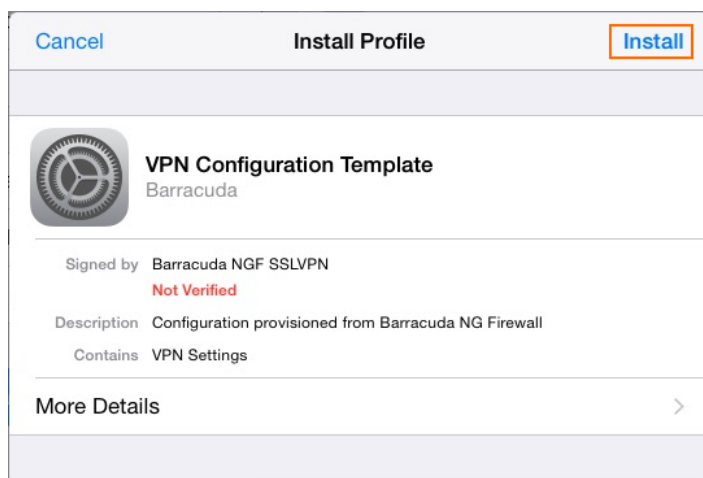 Cancel Install Profile Install
VPN Configuration Template
Barracuda
Signed by Barracuda NGF SSLVPN
Not Verified
Description Configuration provisioned from Barracuda NG Firewall
Contains VPN Settings
More Details